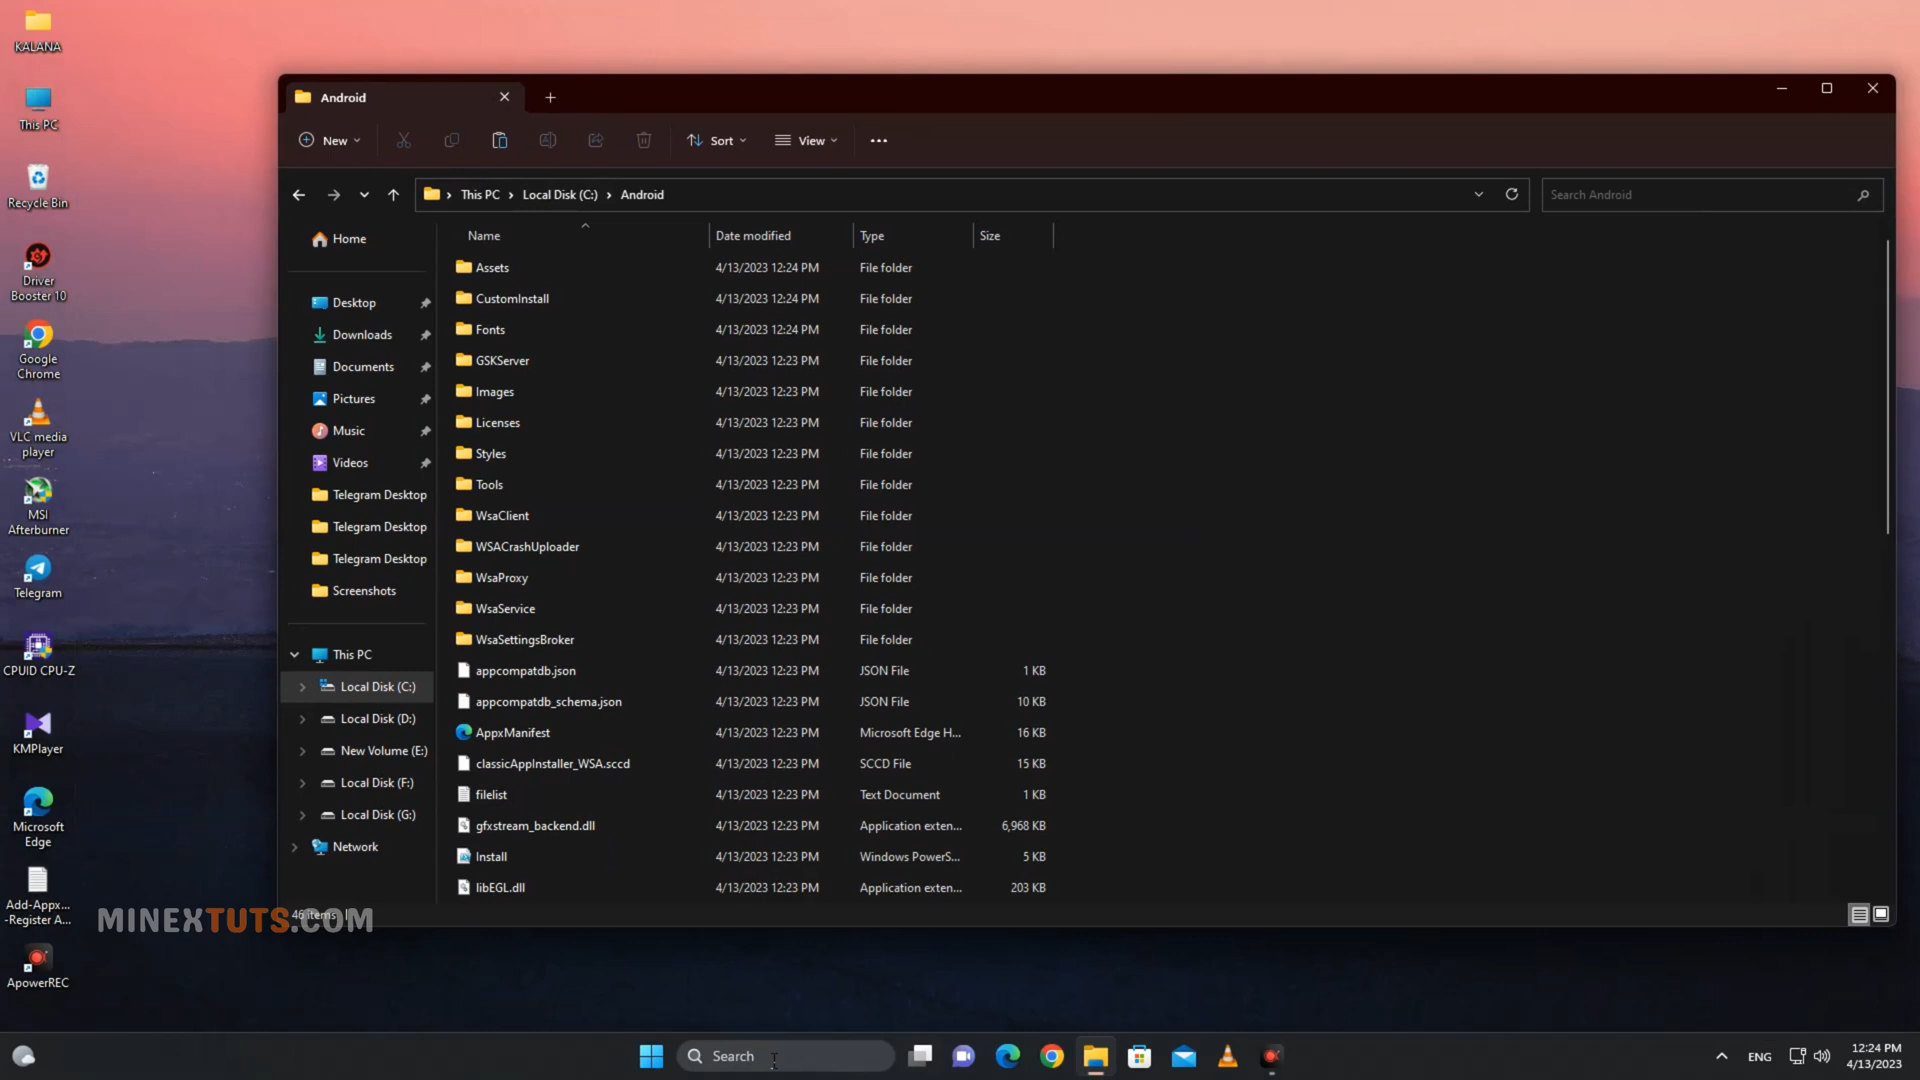 KALANA
This PC
Recycle Bin
Driver
Booster 10
Google
Chrome
VLC media
player
MSI
Afterburner
Telegram
CPUID CPU-Z
KMPlayer
Microsoft
Edge
Add-Appx...
-Register A...
ApowerREC
Android
New
Sort
View
This PC > Local Disk (C:) > Android
Search Android
Home
Desktop
Downloads
Documents
Pictures
Music
Videos
Telegram Desktop
Telegram Desktop
Telegram Desktop
Screenshots
This PC
Local Disk (C:)
Local Disk (D:)
New Volume (E:)
Local Disk (F:)
Local Disk (G:)
Network
Name Date modified Type Size
Assets 4/13/2023 12:24 PM File folder
CustomInstall 4/13/2023 12:24 PM File folder
Fonts 4/13/2023 12:24 PM File folder
GSKServer 4/13/2023 12:23 PM File folder
Images 4/13/2023 12:23 PM File folder
Licenses 4/13/2023 12:23 PM File folder
Styles 4/13/2023 12:23 PM File folder
Tools 4/13/2023 12:23 PM File folder
WsaClient 4/13/2023 12:23 PM File folder
WSACrashUploader 4/13/2023 12:23 PM File folder
WsaProxy 4/13/2023 12:23 PM File folder
WsaService 4/13/2023 12:23 PM File folder
WsaSettingsBroker 4/13/2023 12:23 PM File folder
appcompatdb.json 4/13/2023 12:23 PM JSON File 1 KB
appcompatdb_schema.json 4/13/2023 12:23 PM JSON File 10 KB
AppxManifest 4/13/2023 12:23 PM Microsoft Edge H... 16 KB
classicAppInstaller_WSA.sccd 4/13/2023 12:23 PM SCCD File 15 KB
filelist 4/13/2023 12:23 PM Text Document 1 KB
gfxstream_backend.dll 4/13/2023 12:23 PM Application exten... 6,968 KB
Install 4/13/2023 12:23 PM Windows PowerS... 5 KB
libEGL.dll 4/13/2023 12:23 PM Application exten... 203 KB
46 items
MINEXTUTS.COM
Search
ENG
12:24 PM
4/13/2023